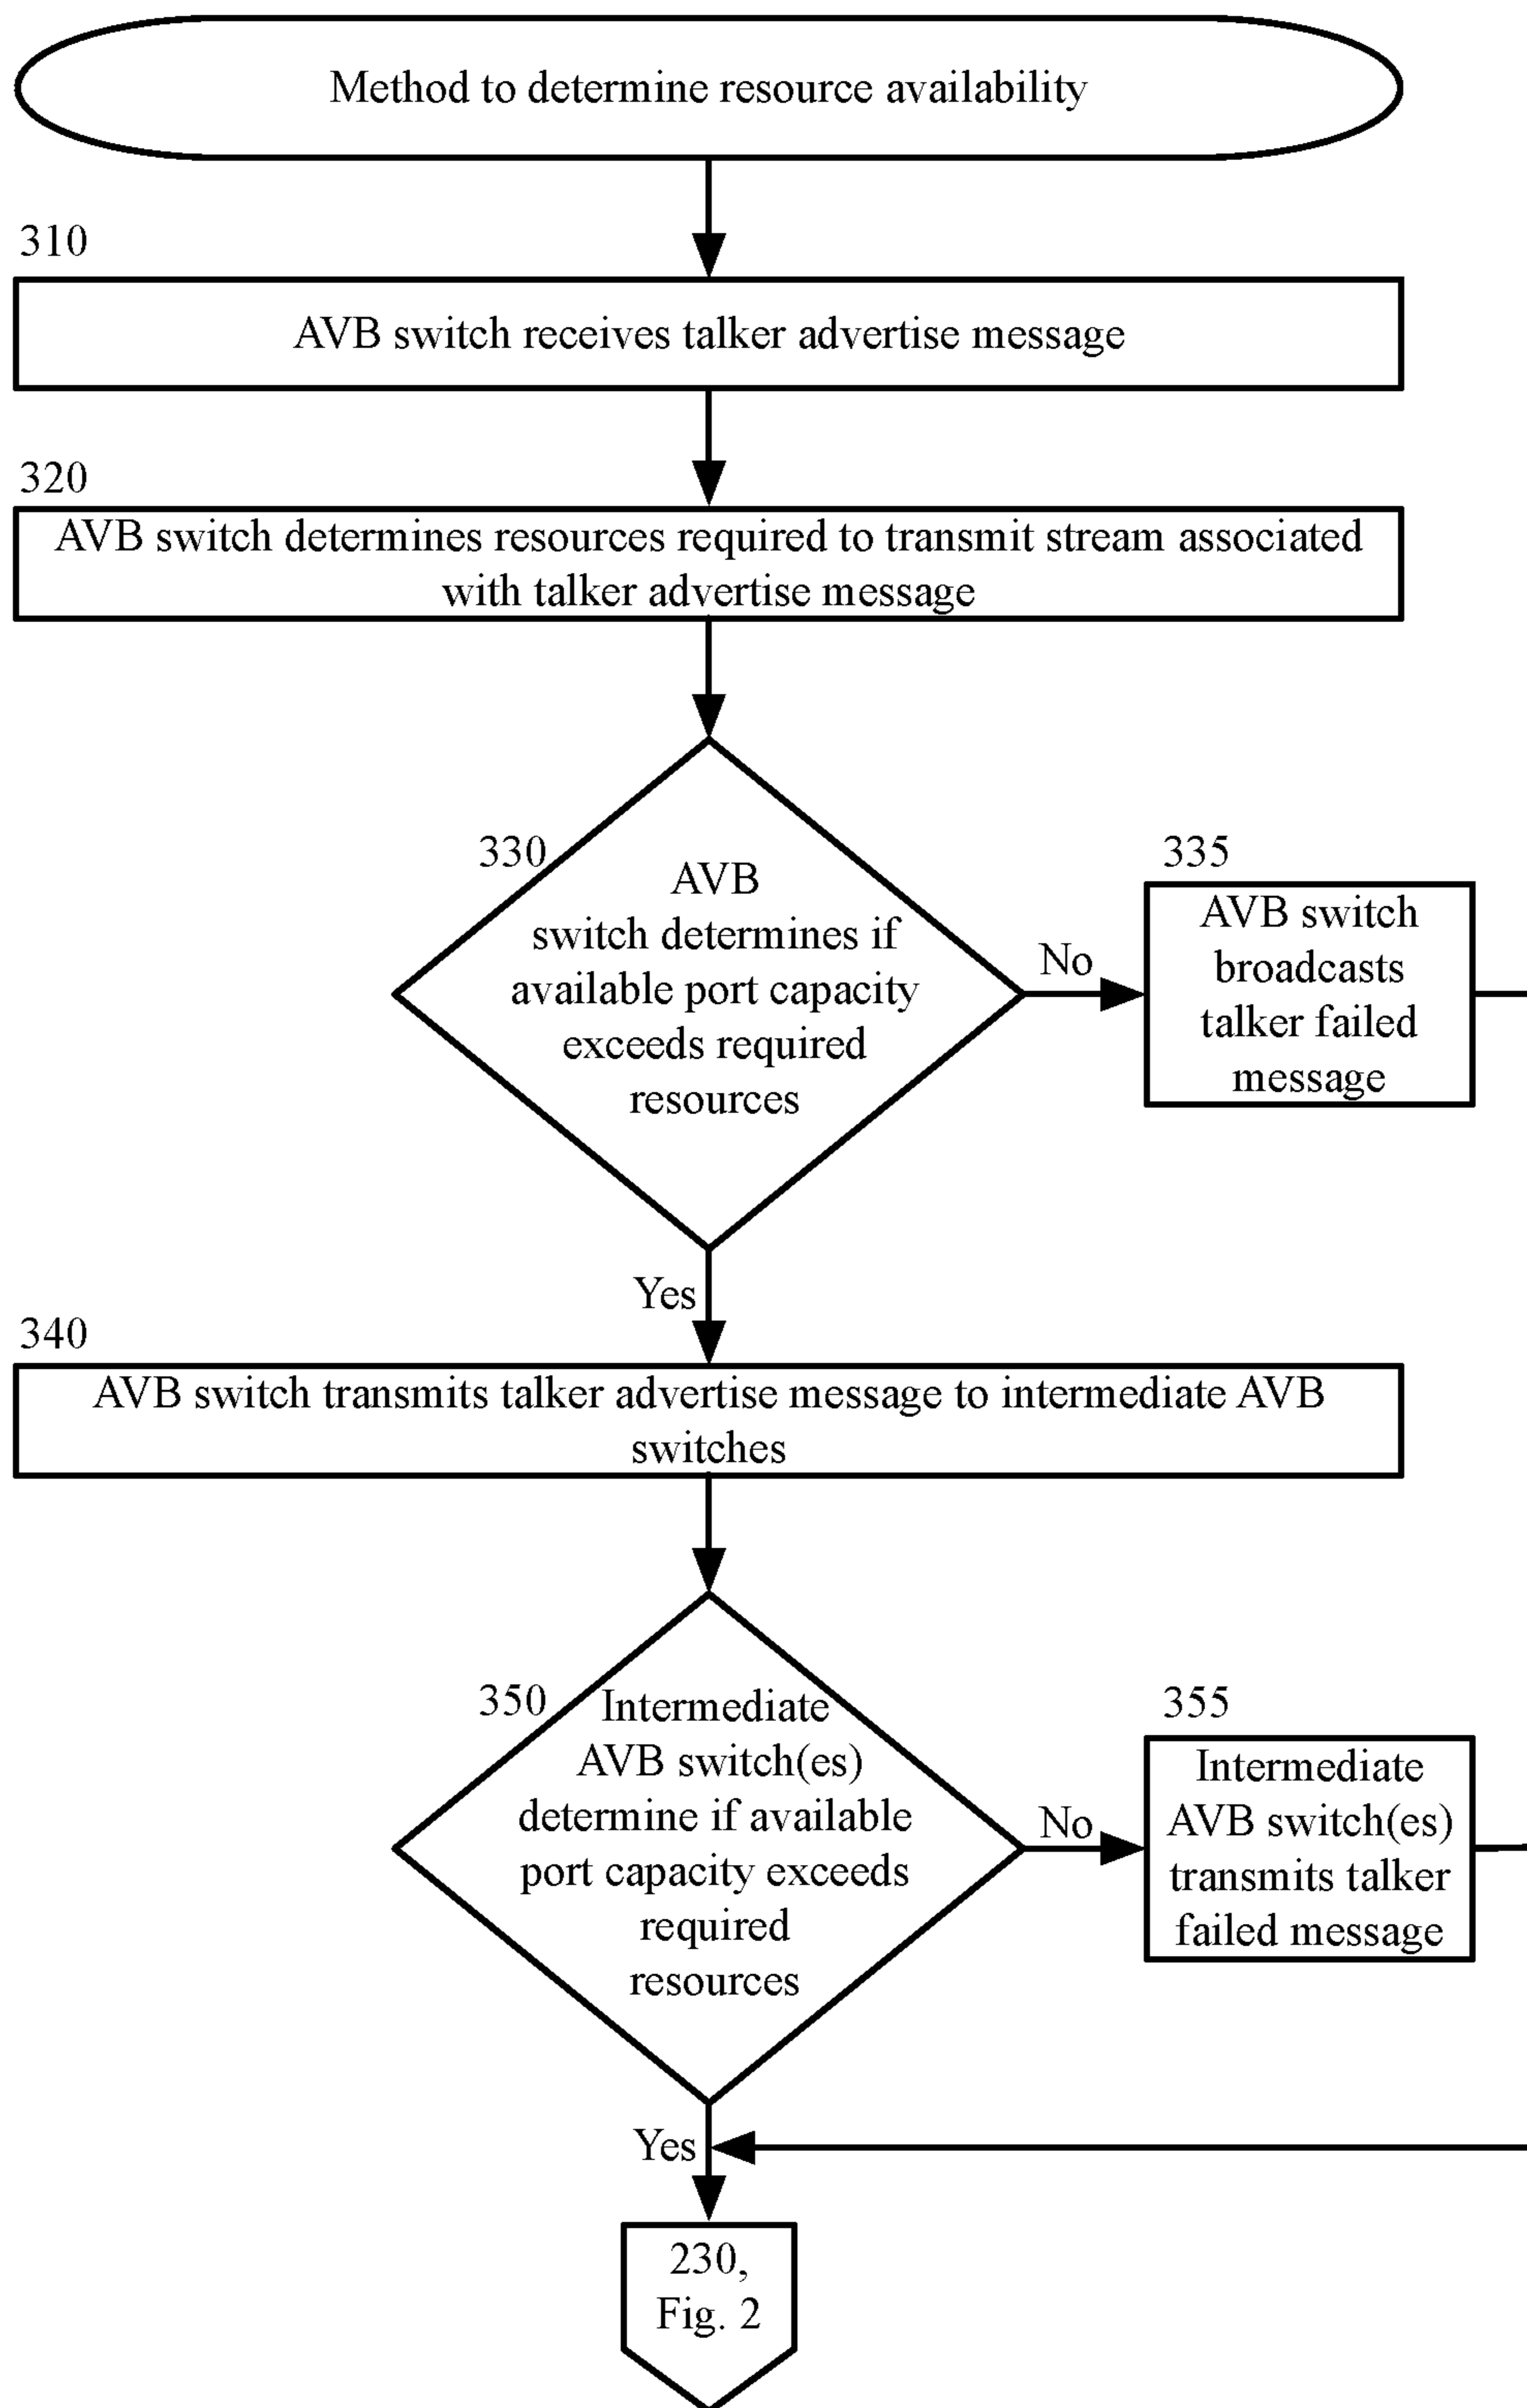 Method to determine resource availability
310
AVB switch receives talker advertise message
320
AVB switch determines resources required to transmit stream associated
with talker advertise message
330
AVB
switch determines if
available port capacity
exceeds required
resources
No
335
AVB switch
broadcasts
talker failed
message
Yes
340
AVB switch transmits talker advertise message to intermediate AVB
switches
350
Intermediate
AVB switch(es)
determine if available
port capacity exceeds
required
resources
No
355
Intermediate
AVB switch(es)
transmits talker
failed message
Yes
230,
Fig. 2